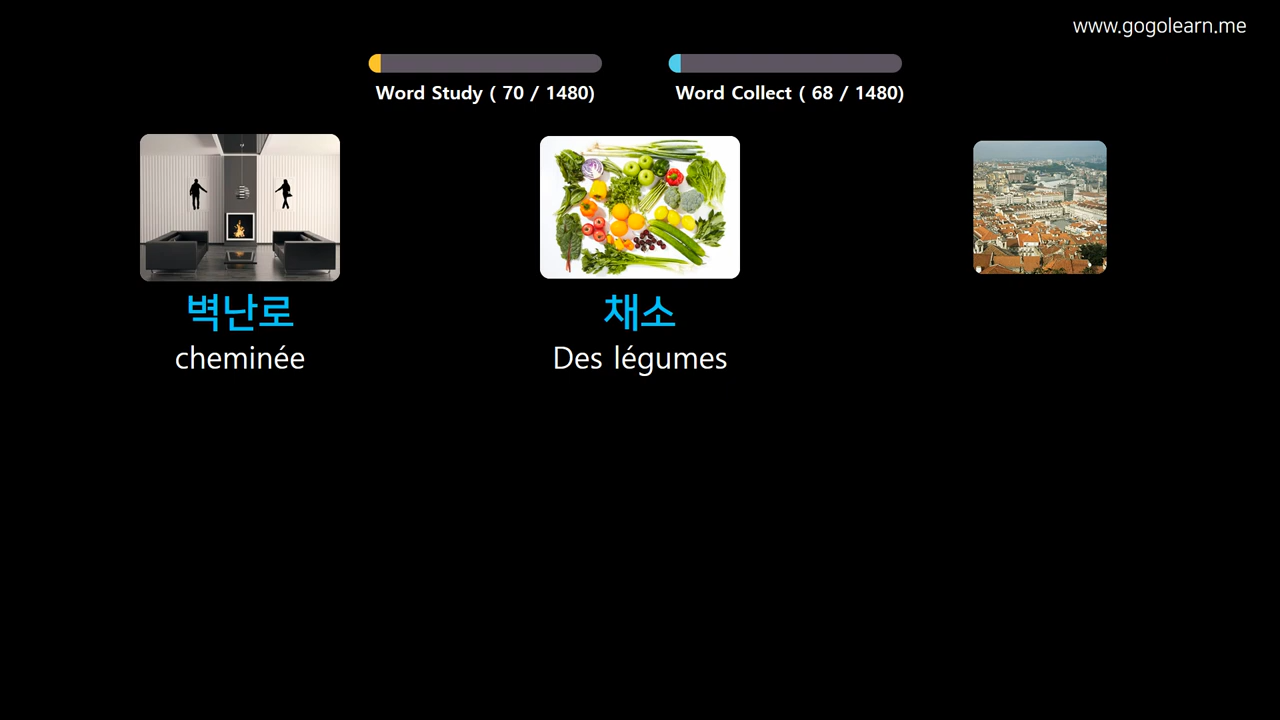 www.gogolearn.me
Word Study ( 70 / 1480)
Word Collect ( 68 / 1480)
벽난로
cheminée
채소
Des légumes